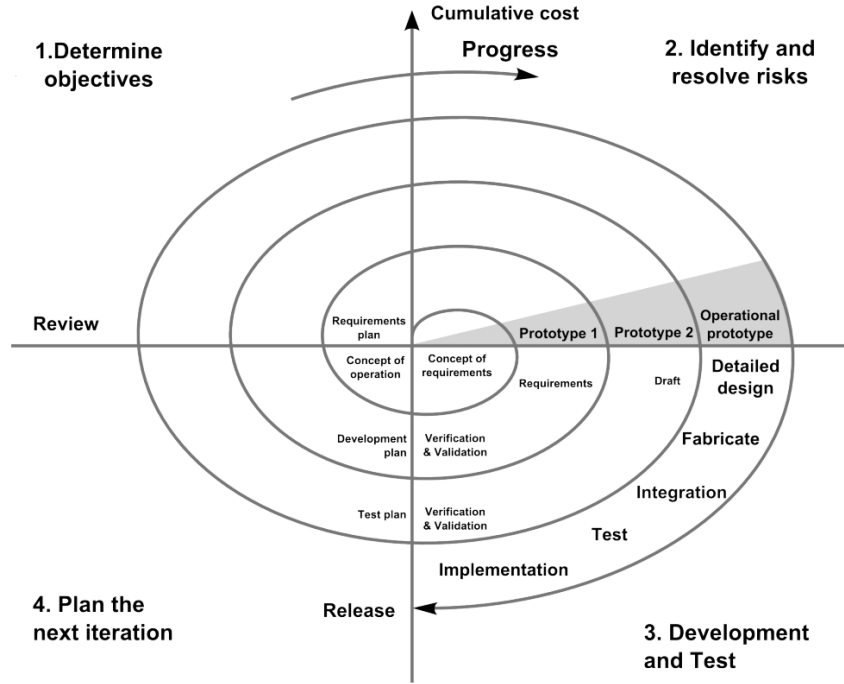 Cumulative cost
Progress
1.Determine
objectives
2. Identify and
resolve risks
Review
Requirements
plan
Prototype 1
Prototype 2
Operational
prototype
Concept of
operation
Concept of
requirements
Requirements
Draft
Detailed
design
Development
plan
Verification
& Validation
Fabricate
Integration
Test plan
Verification
& Validation
Test
Implementation
Release
4. Plan the
next iteration
3. Development
and Test